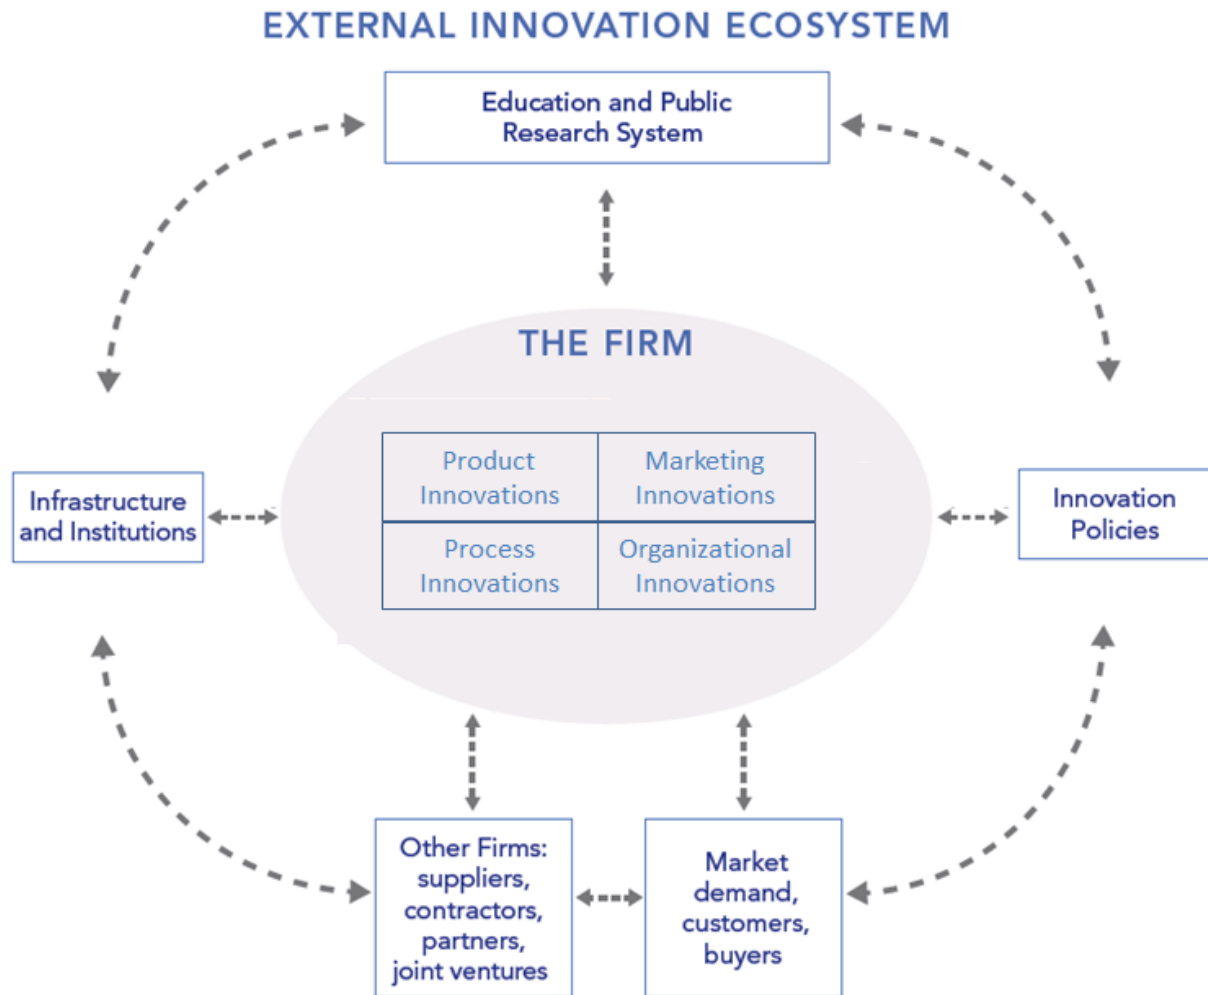 EXTERNAL INNOVATION ECOSYSTEM
Education and Public
Research System
THE FIRM
Product
Innovations
Marketing
Innovations
Process
Innovations
Organizational
Innovations
Infrastructure
and Institutions
Innovation
Policies
Other Firms:
suppliers,
contractors,
partners,
joint ventures
Market
demand,
customers,
buyers